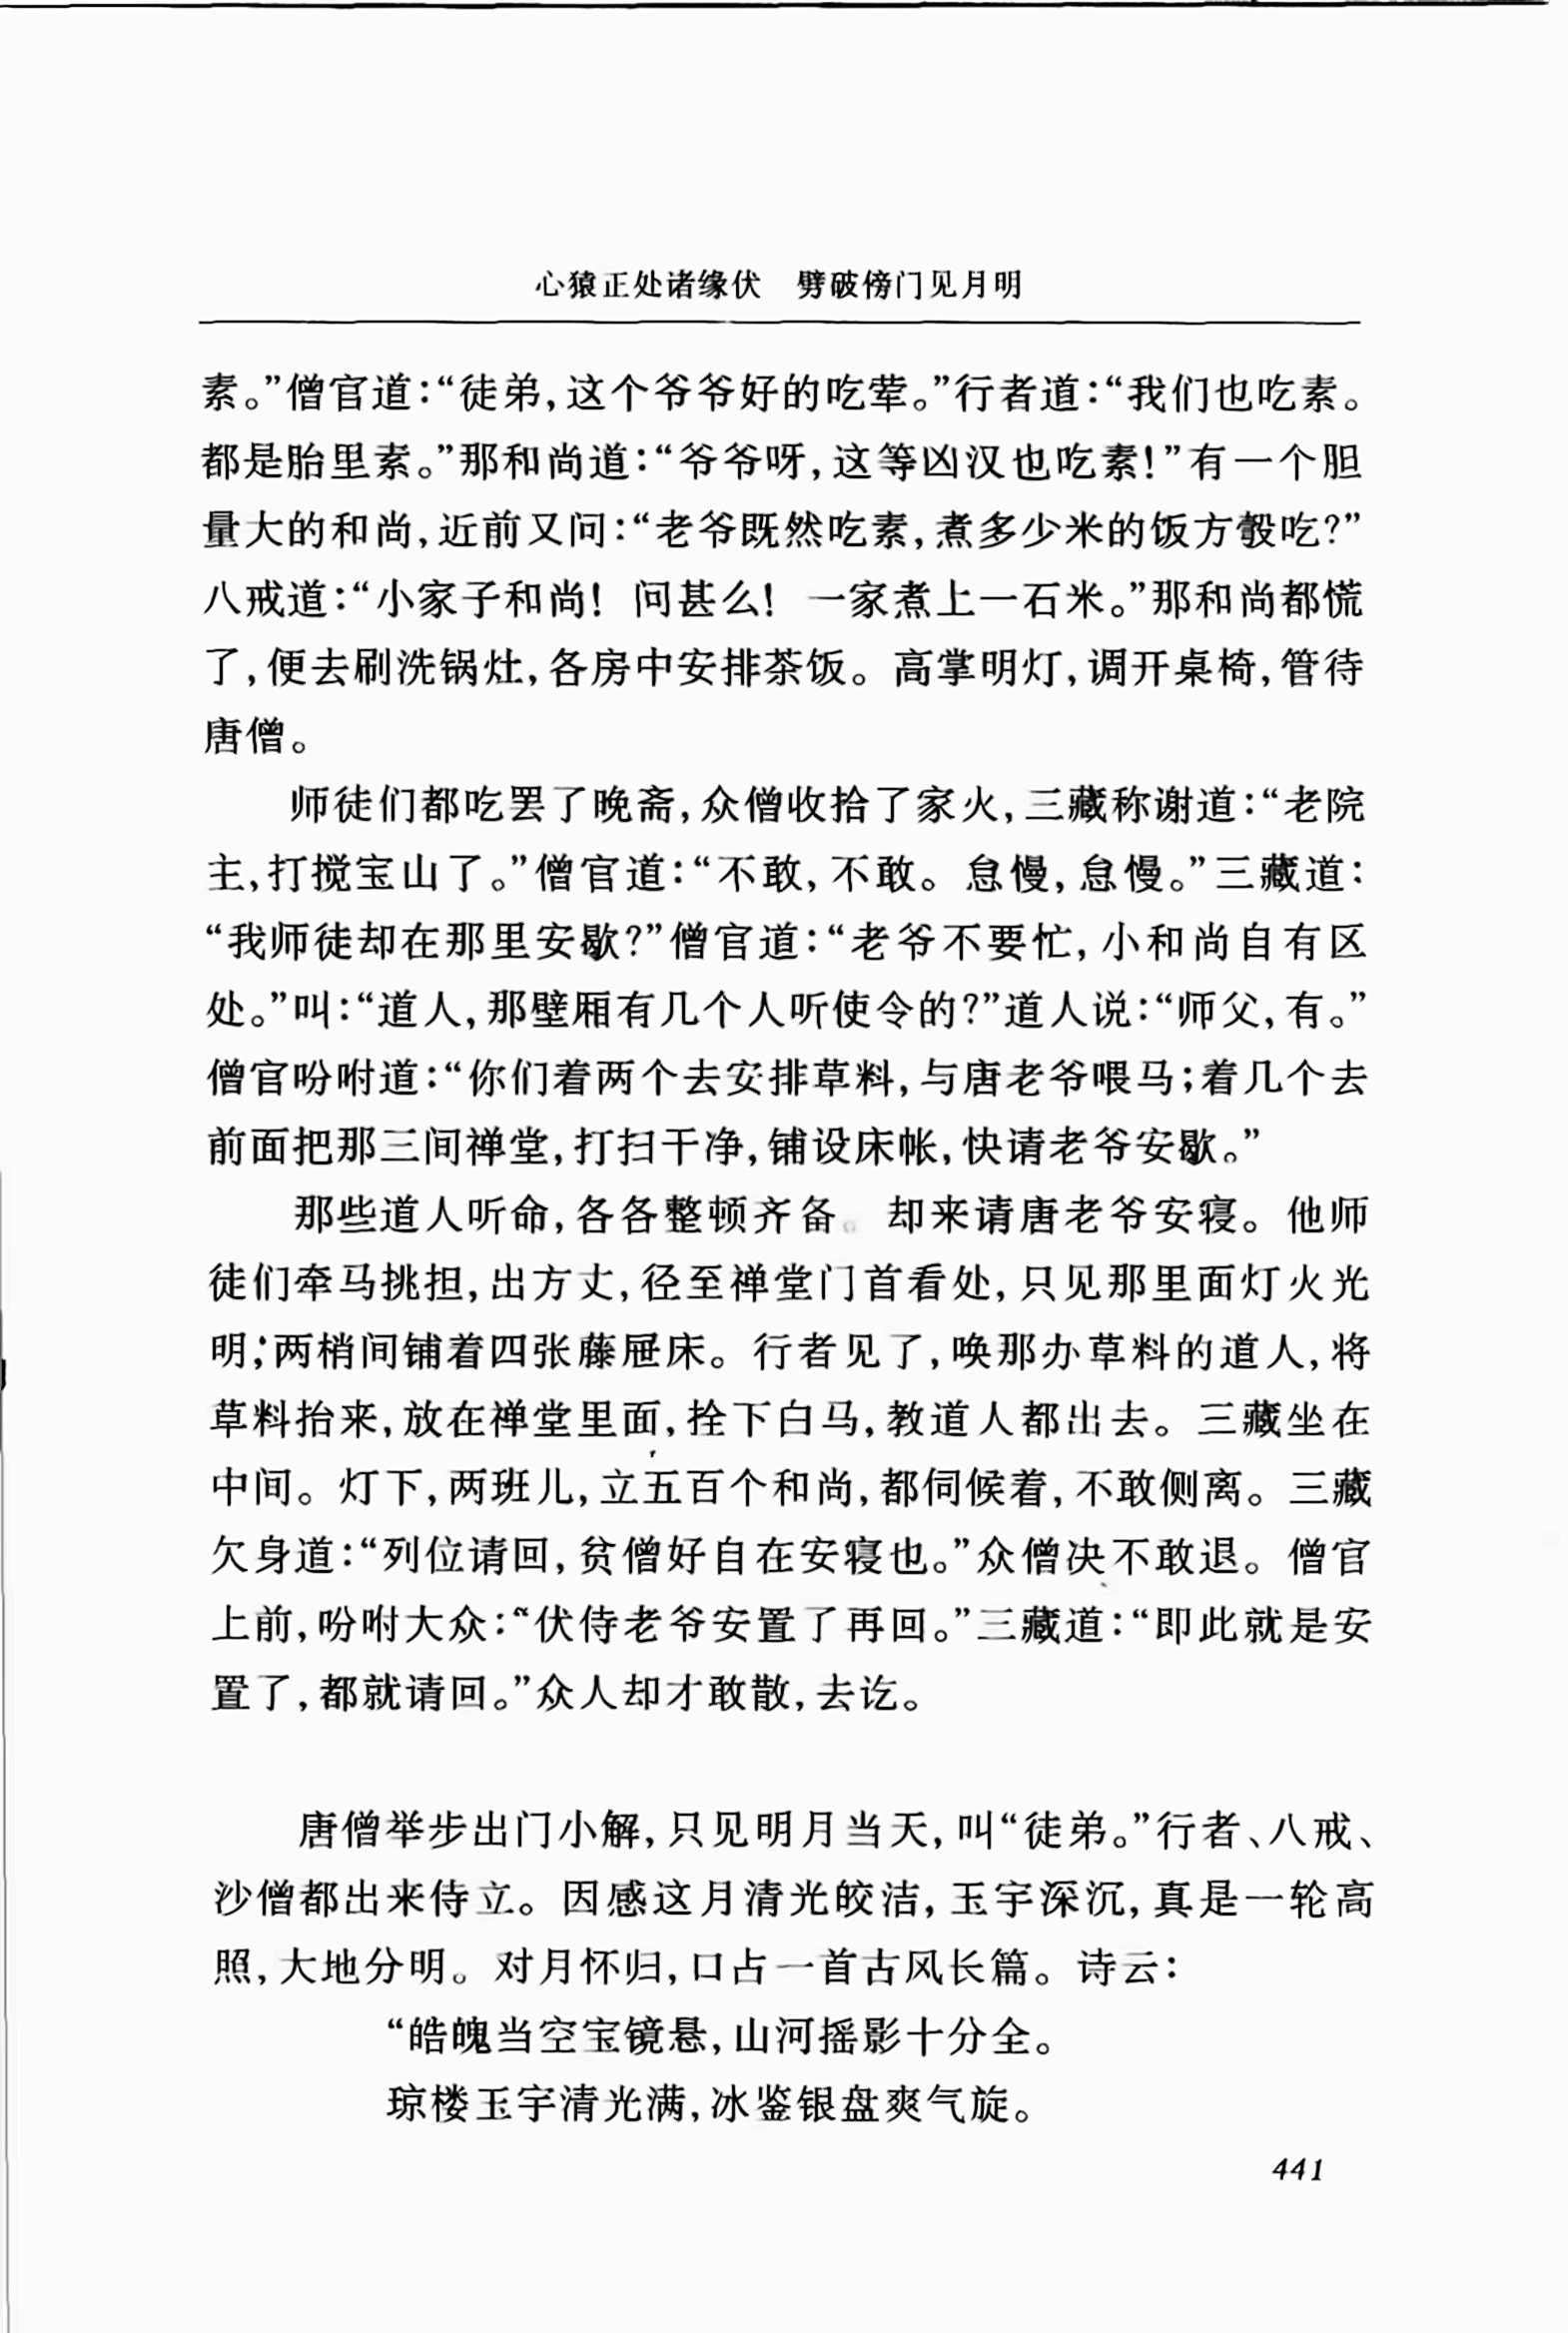 心猿正处诸缘伏　劈破傍门见月明
素。”僧官道：“徒弟，这个爷爷好的吃荤。”行者道：“我们也吃素。
都是胎里素。”那和尚道：“爷爷呀，这等凶汉也吃素！”有一个胆
量大的和尚，近前又问：“老爷既然吃素，煮多少米的饭方彀吃？”
八戒道：“小家子和尚！问甚么！一家煮上一石米。”那和尚都慌
了，便去刷洗锅灶，各房中安排茶饭。高掌明灯，调开桌椅，管待
唐僧。
师徒们都吃罢了晚斋，众僧收拾了家火，三藏称谢道：“老院
主，打搅宝山了。”僧官道：“不敢，不敢。怠慢，怠慢。”三藏道：
“我师徒却在那里安歇？”僧官道：“老爷不要忙，小和尚自有区
处。”叫：“道人，那壁厢有几个人听使令的？”道人说：“师父，有。”
僧官吩咐道：“你们着两个去安排草料，与唐老爷喂马；着几个去
前面把那三间禅堂，打扫干净，铺设床帐，快请老爷安歇。”
那些道人听命，各各整顿齐备。却来请唐老爷安寝。他师
徒们牵马挑担，出方丈，径至禅堂门首看处，只见那里面灯火光
明；两梢间铺着四张藤屉床。行者见了，唤那办草料的道人，将
草料抬来，放在禅堂里面，拴下白马，教道人都出去。三藏坐在
中间。灯下，两班儿，立五百个和尚，都伺候着，不敢侧离。三藏
欠身道：“列位请回，贫僧好自在安寝也。”众僧决不敢退。僧官
上前，吩咐大众：“伏侍老爷安置了再回。”三藏道：“即此就是安
置了，都就请回。”众人却才敢散，去讫。
唐僧举步出门小解，只见明月当天，叫“徒弟。”行者、八戒、
沙僧都出来侍立。因感这月清光皎洁，玉宇深沉，真是一轮高
照，大地分明。对月怀归，口占一首古风长篇。诗云：
“皓魄当空宝镜悬，山河摇影十分全。
琼楼玉宇清光满，冰鉴银盘爽气旋。
441